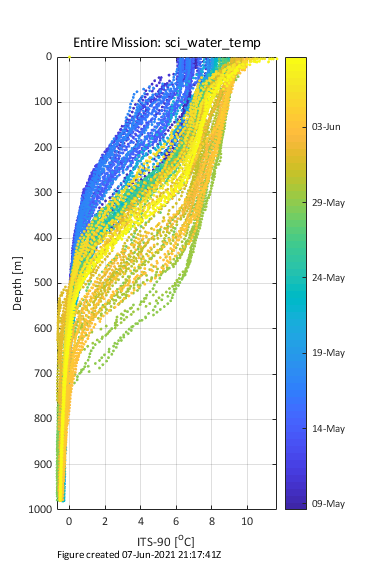 Entire Mission: sci_water_temp
0
100
200
300
400
500
600
700
800
900
1000
Depth [m]
0 2 4 6 8 10
ITS-90 [°C]
03-Jun
29-May
24-May
19-May
14-May
09-May
Figure created 07-Jun-2021 21:17:41Z